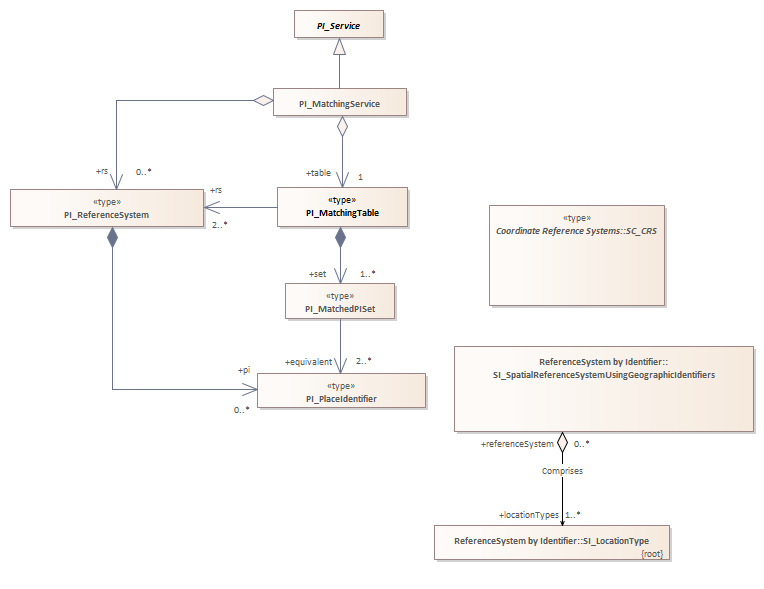 PI_Service
PI_MatchingService
+rs
0..*
+table
1
«type»
PI_ReferenceSystem
+rs
2..*
«type»
PI_MatchingTable
«type»
Coordinate Reference Systems::SC_CRS
+set
1..*
«type»
PI_MatchedPISet
+equivalent
2..*
+pi
0..*
«type»
PI_PlaceIdentifier
ReferenceSystem by Identifier::
SI_SpatialReferenceSystemUsingGeographicIdentifiers
+referenceSystem
0..*
Comprises
+locationTypes
1..*
ReferenceSystem by Identifier::SI_LocationType
{root}